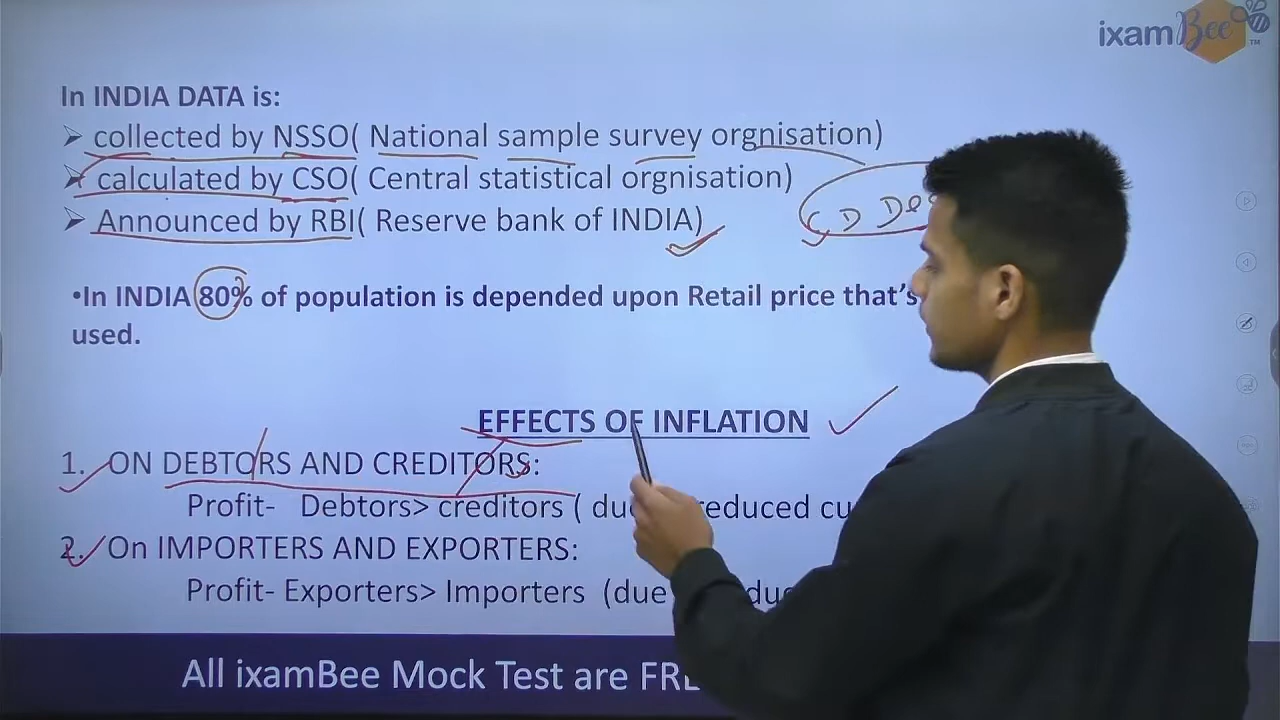 ixamBee
TM
In INDIA DATA is:
➢ collected by NSSO( National sample survey orgnisation)
➢ calculated by CSO( Central statistical orgnisation)
➢ Announced by RBI( Reserve bank of INDIA)
•In INDIA 80% of population is depended upon Retail price that's
used.
EFFECTS OF INFLATION
1. ON DEBTORS AND CREDITORS:
Profit- Debtors> creditors ( reduced
2. On IMPORTERS AND EXPORTERS:
Profit- Exporters> Importers (due
All ixamBee Mock Test are